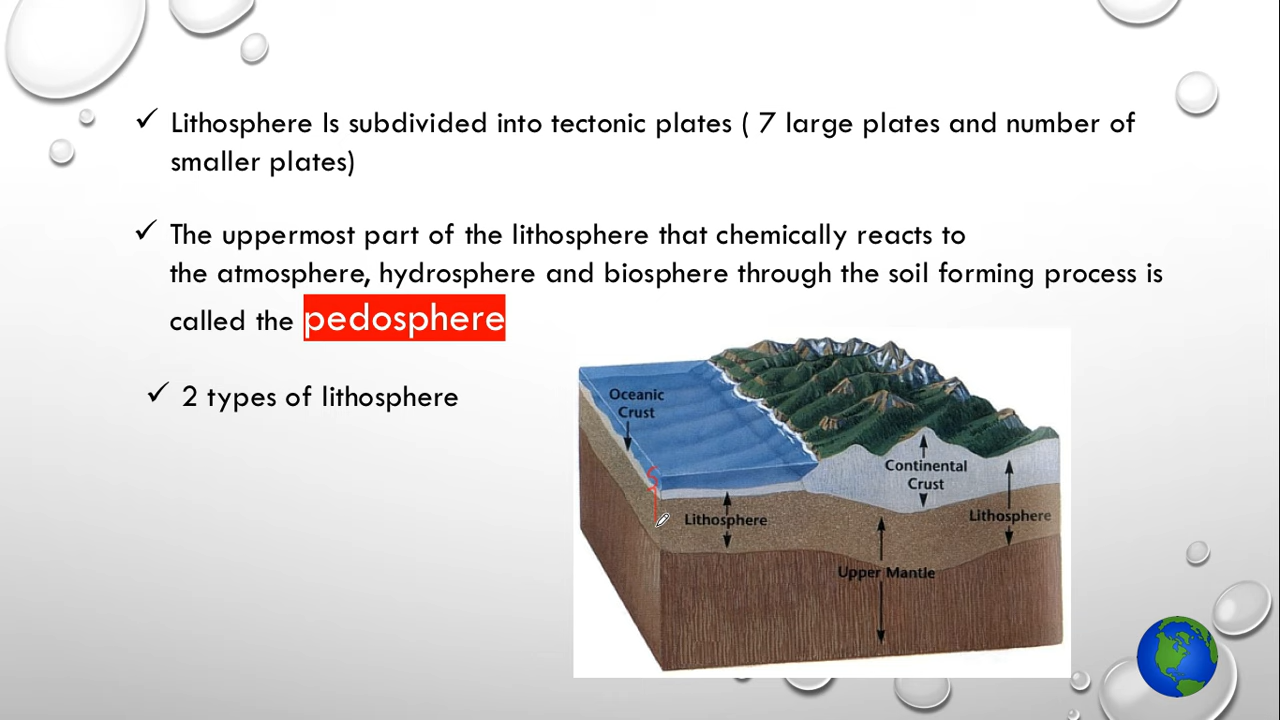 ✓ Lithosphere Is subdivided into tectonic plates ( 7 large plates and number of
smaller plates)
✓ The uppermost part of the lithosphere that chemically reacts to
the atmosphere, hydrosphere and biosphere through the soil forming process is
called the pedosphere
✓ 2 types of lithosphere
Oceanic
Crust
Continental
Crust
Lithosphere
Lithosphere
Upper Mantle